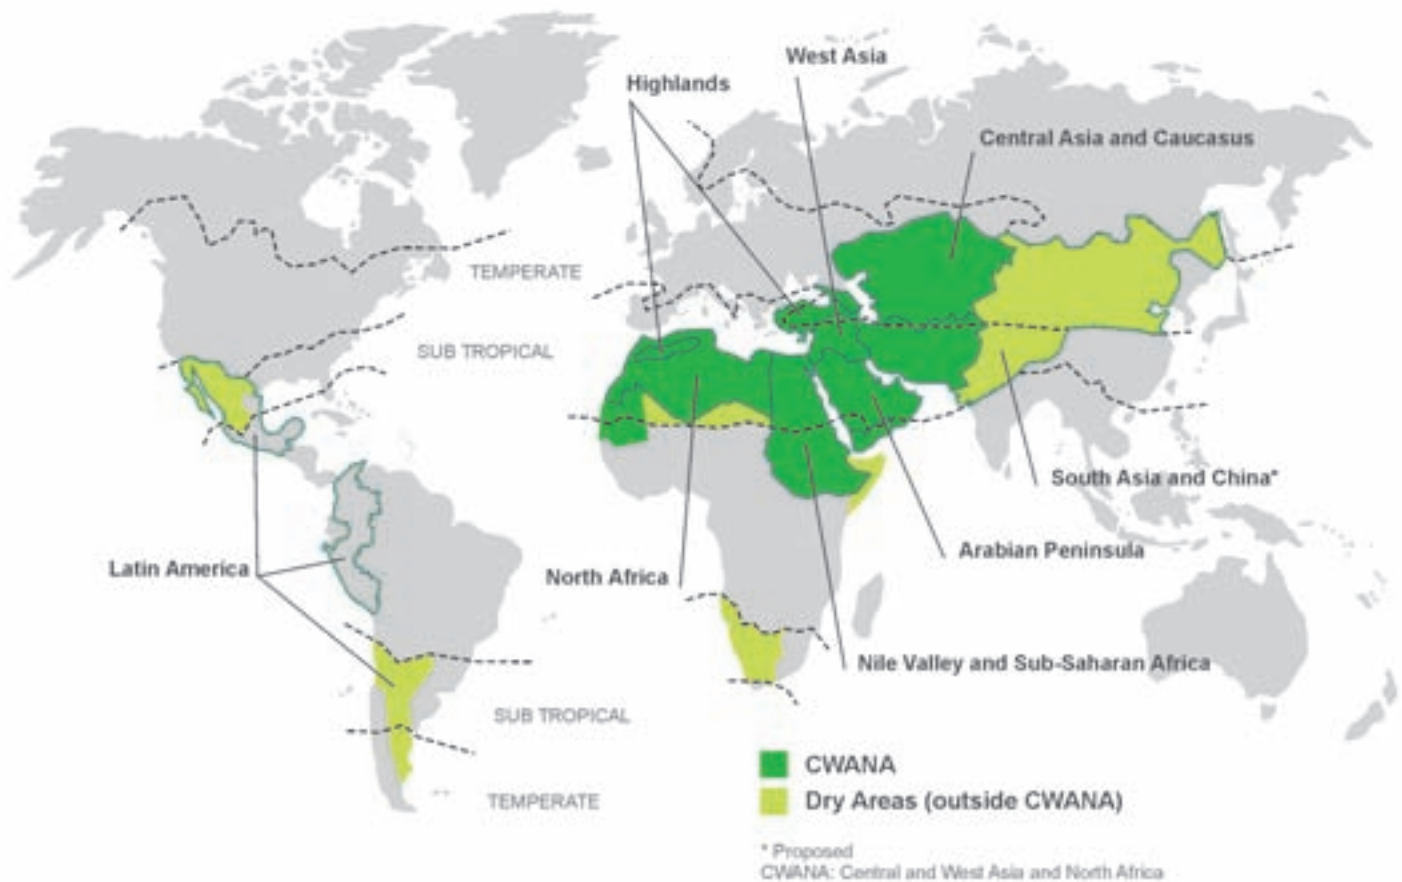 West Asia
Highlands
Central Asia and Caucasus
TEMPERATE
SUB TROPICAL
South Asia and China*
Arabian Peninsula
Latin America
North Africa
Nile Valley and Sub-Saharan Africa
SUB TROPICAL
CWANA
TEMPERATE
Dry Areas (outside CWANA)
* Proposed
CWANA: Central and West Asia and North Africa